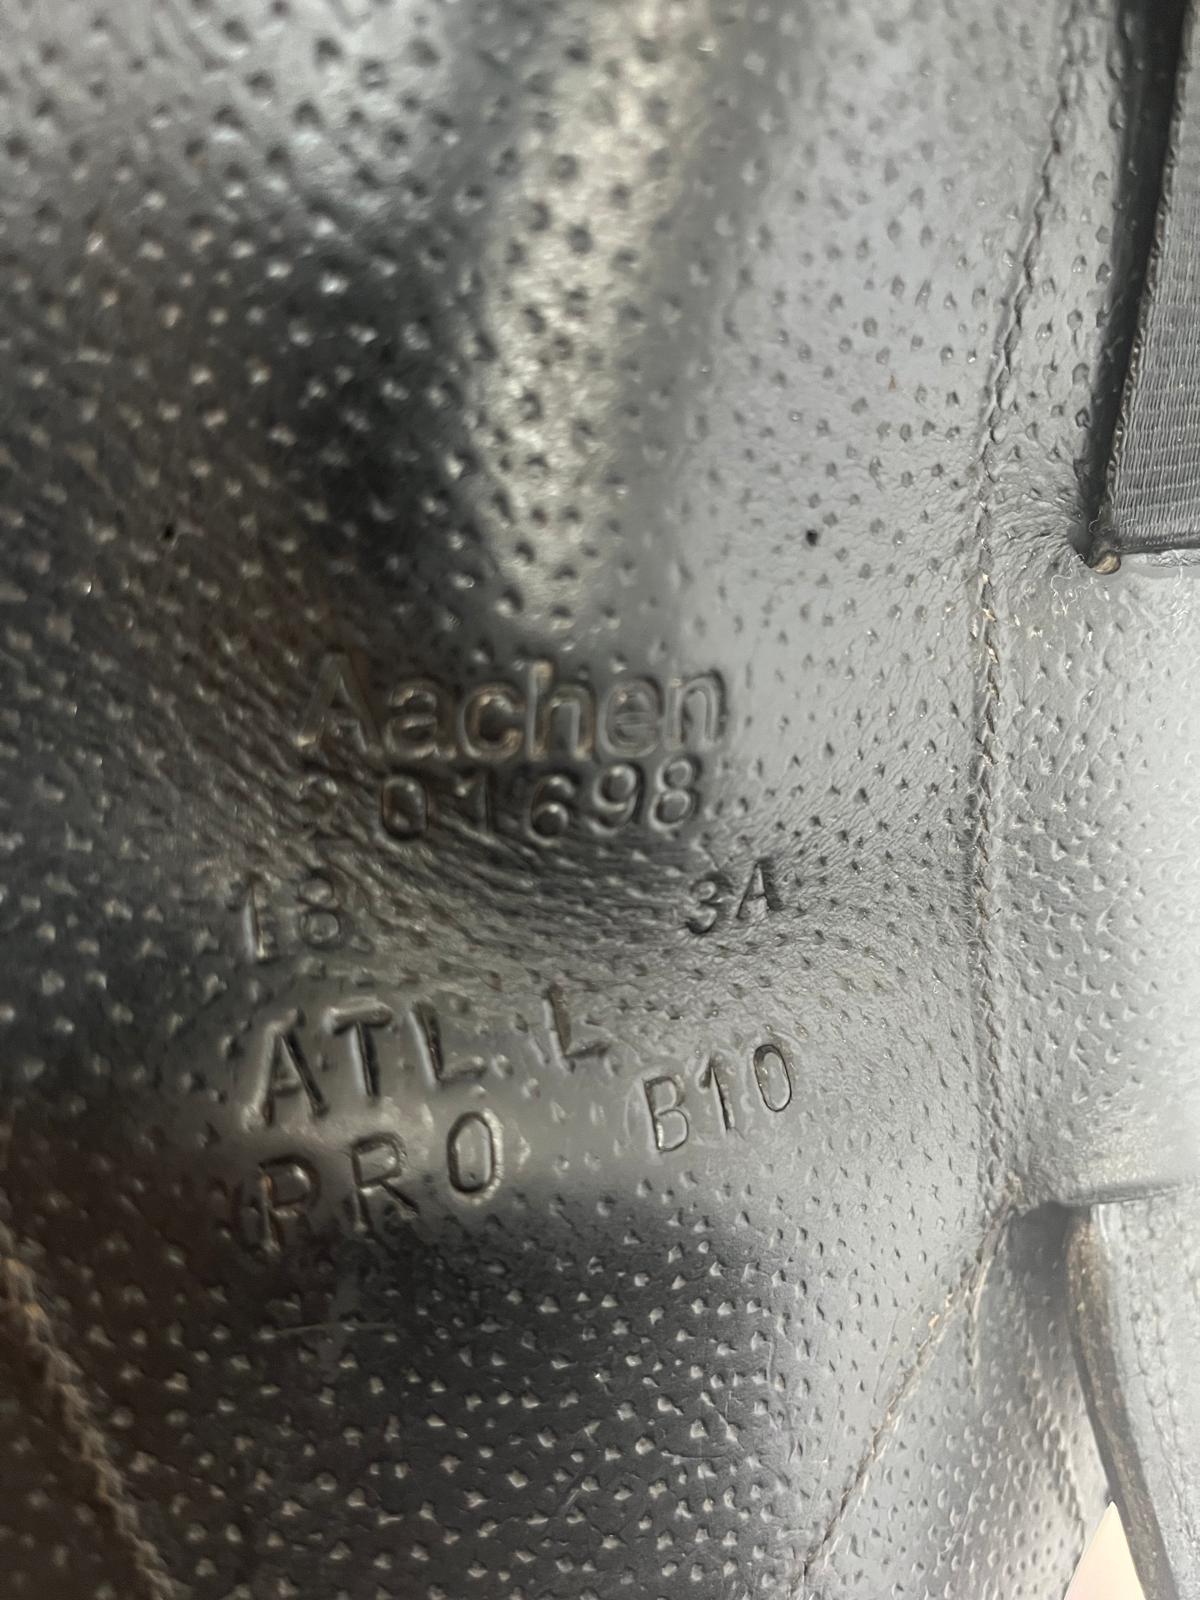 Aachen
201698
18 3A
ATL L
PRO B10